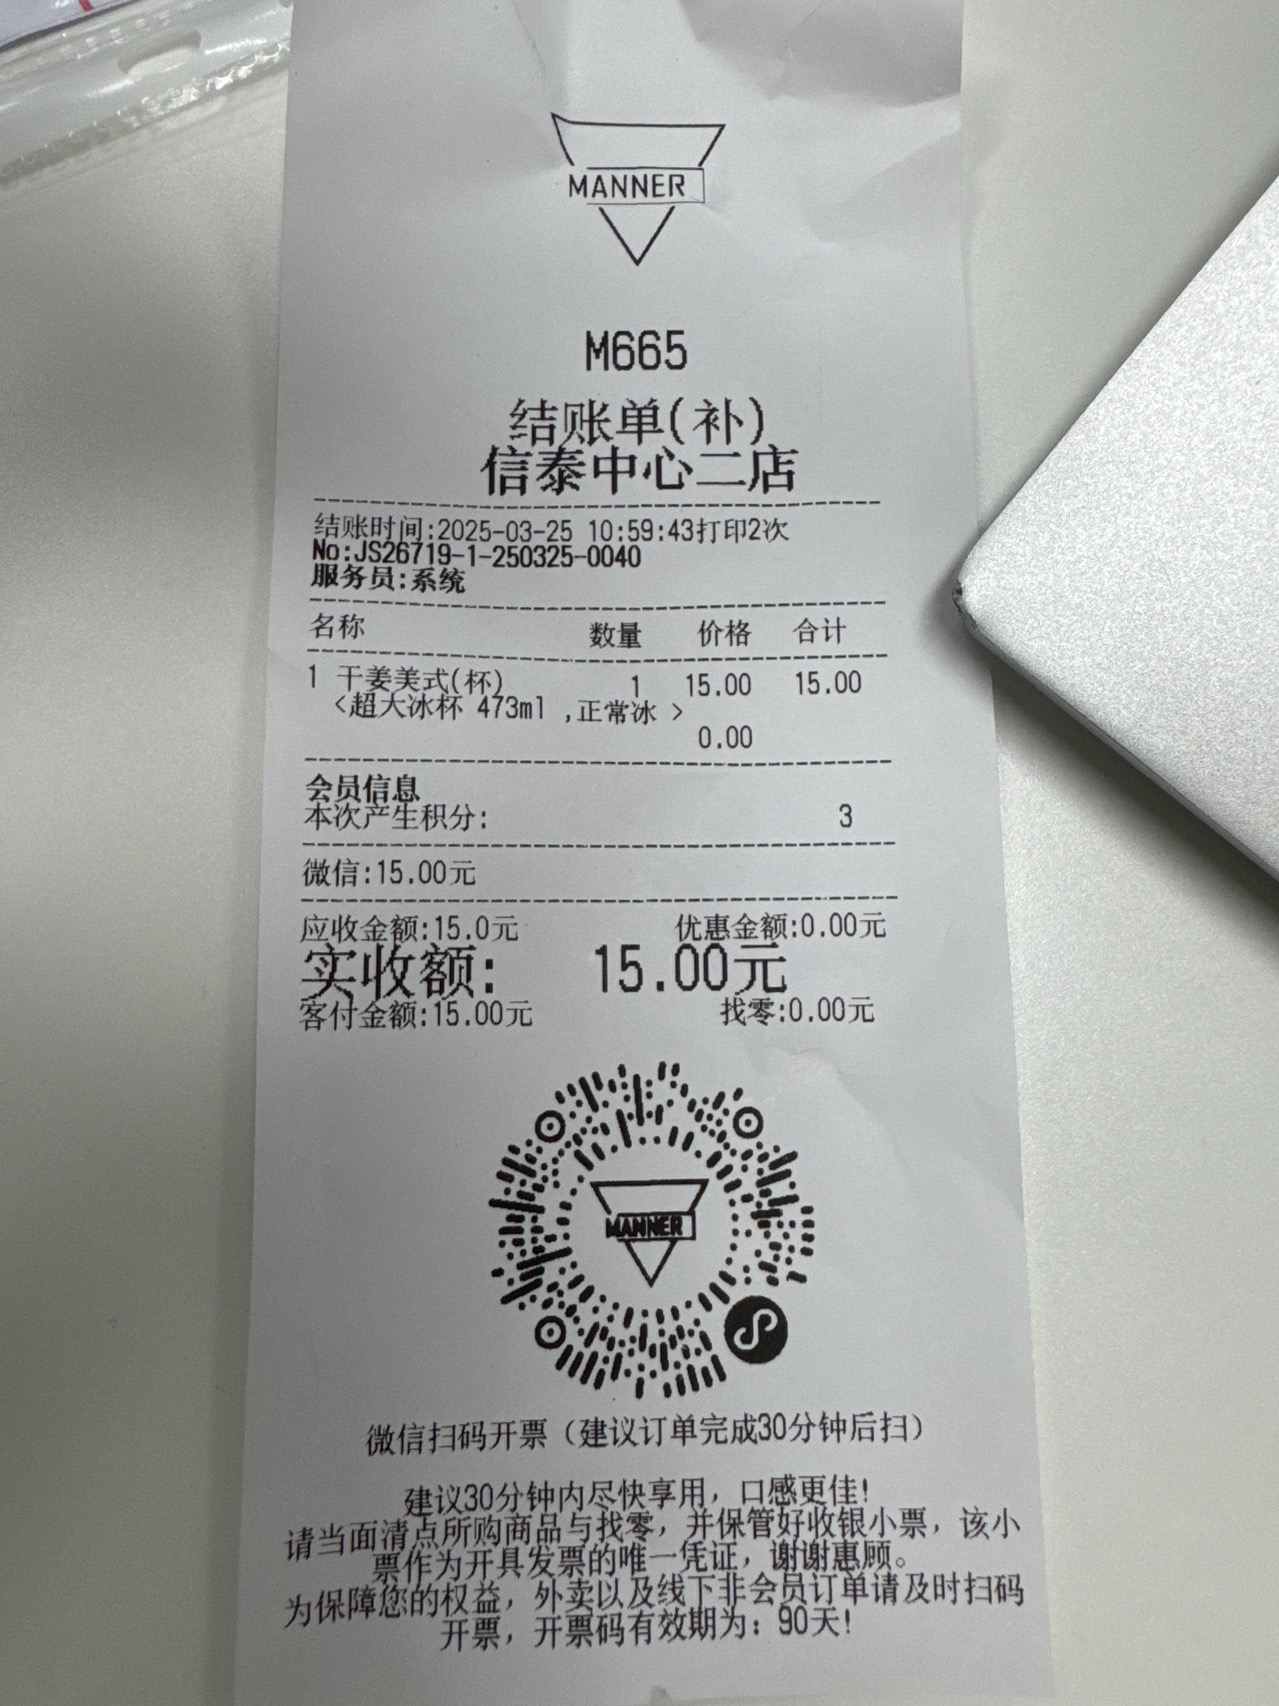 MANNER
M665
结账单(补)
信泰中心二店
结账时间:2025-03-25 10:59:43打印2次
No:JS26719-1-250325-0040
服务员:系统
名称 数量 价格 合计
1 干姜美式(杯) 1 15.00 15.00
<超大冰杯 473ml ,正常冰 >
0.00
会员信息
本次产生积分: 3
微信:15.00元
应收金额:15.0元 优惠金额:0.00元
实收额: 15.00元
客付金额:15.00元 找零:0.00元
MANNER
微信扫码开票（建议订单完成30分钟后扫）
建议30分钟内尽快享用，口感更佳!
请当面清点所购商品与找零，并保管好收银小票，该小
票作为开具发票的唯一凭证，谢谢惠顾。
为保障您的权益，外卖以及线下非会员订单请及时扫码
开票，开票码有效期为：90天!